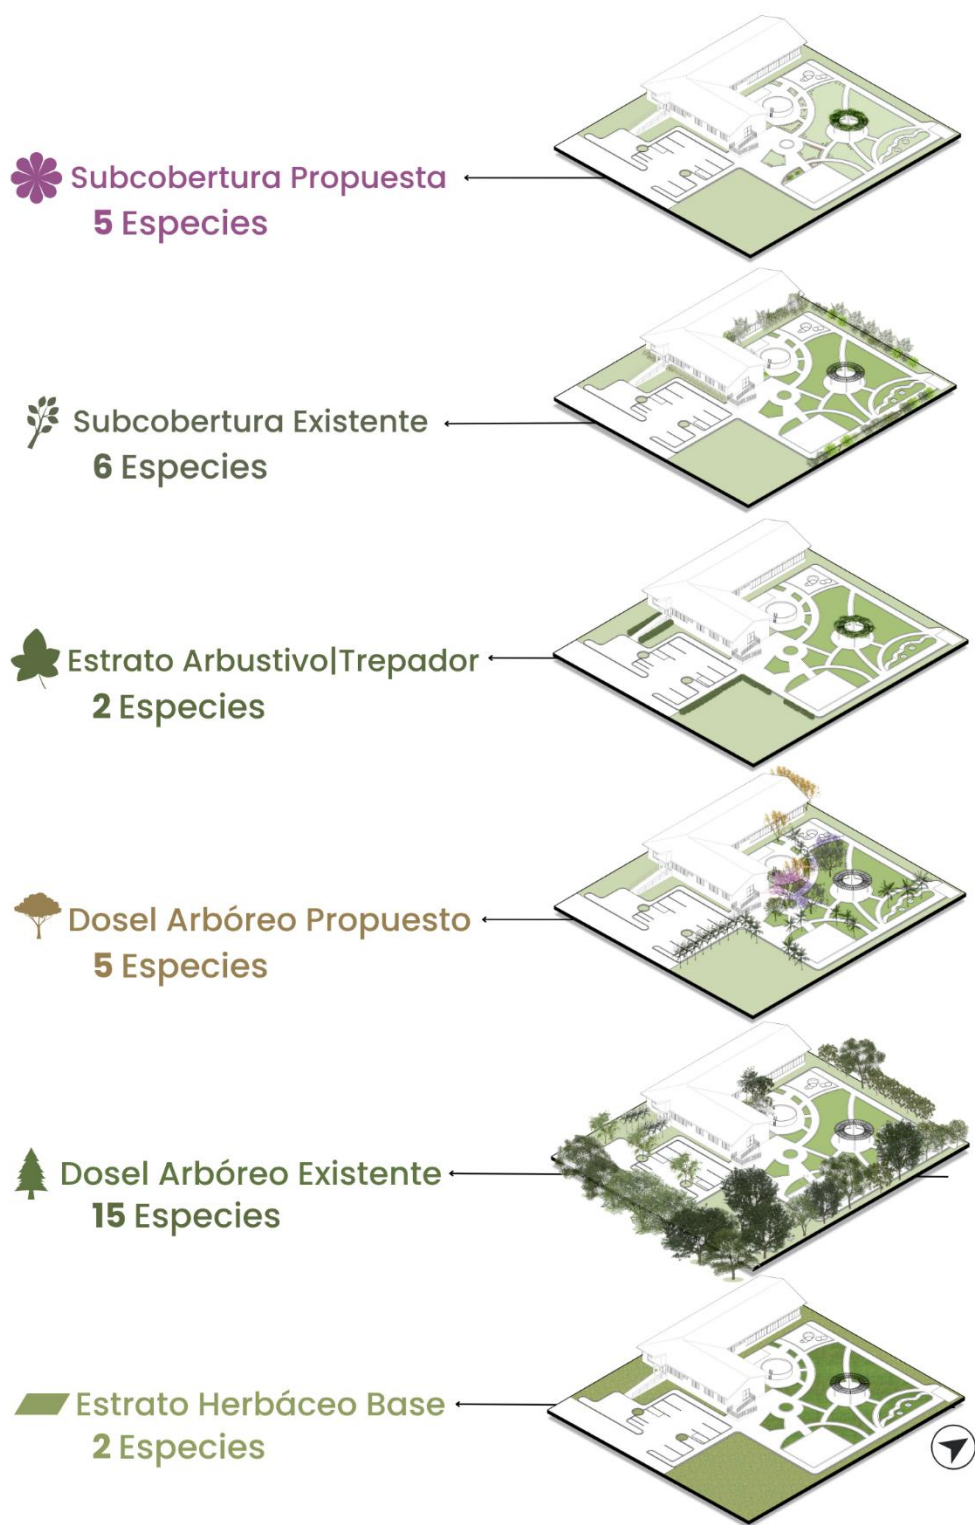 Subcobertura Propuesta
5 Especies
Subcobertura Existente
6 Especies
Estrato Arbustivo|Trepador
2 Especies
Dosel Arbóreo Propuesto
5 Especies
Dosel Arbóreo Existente
15 Especies
Estrato Herbáceo Base
2 Especies